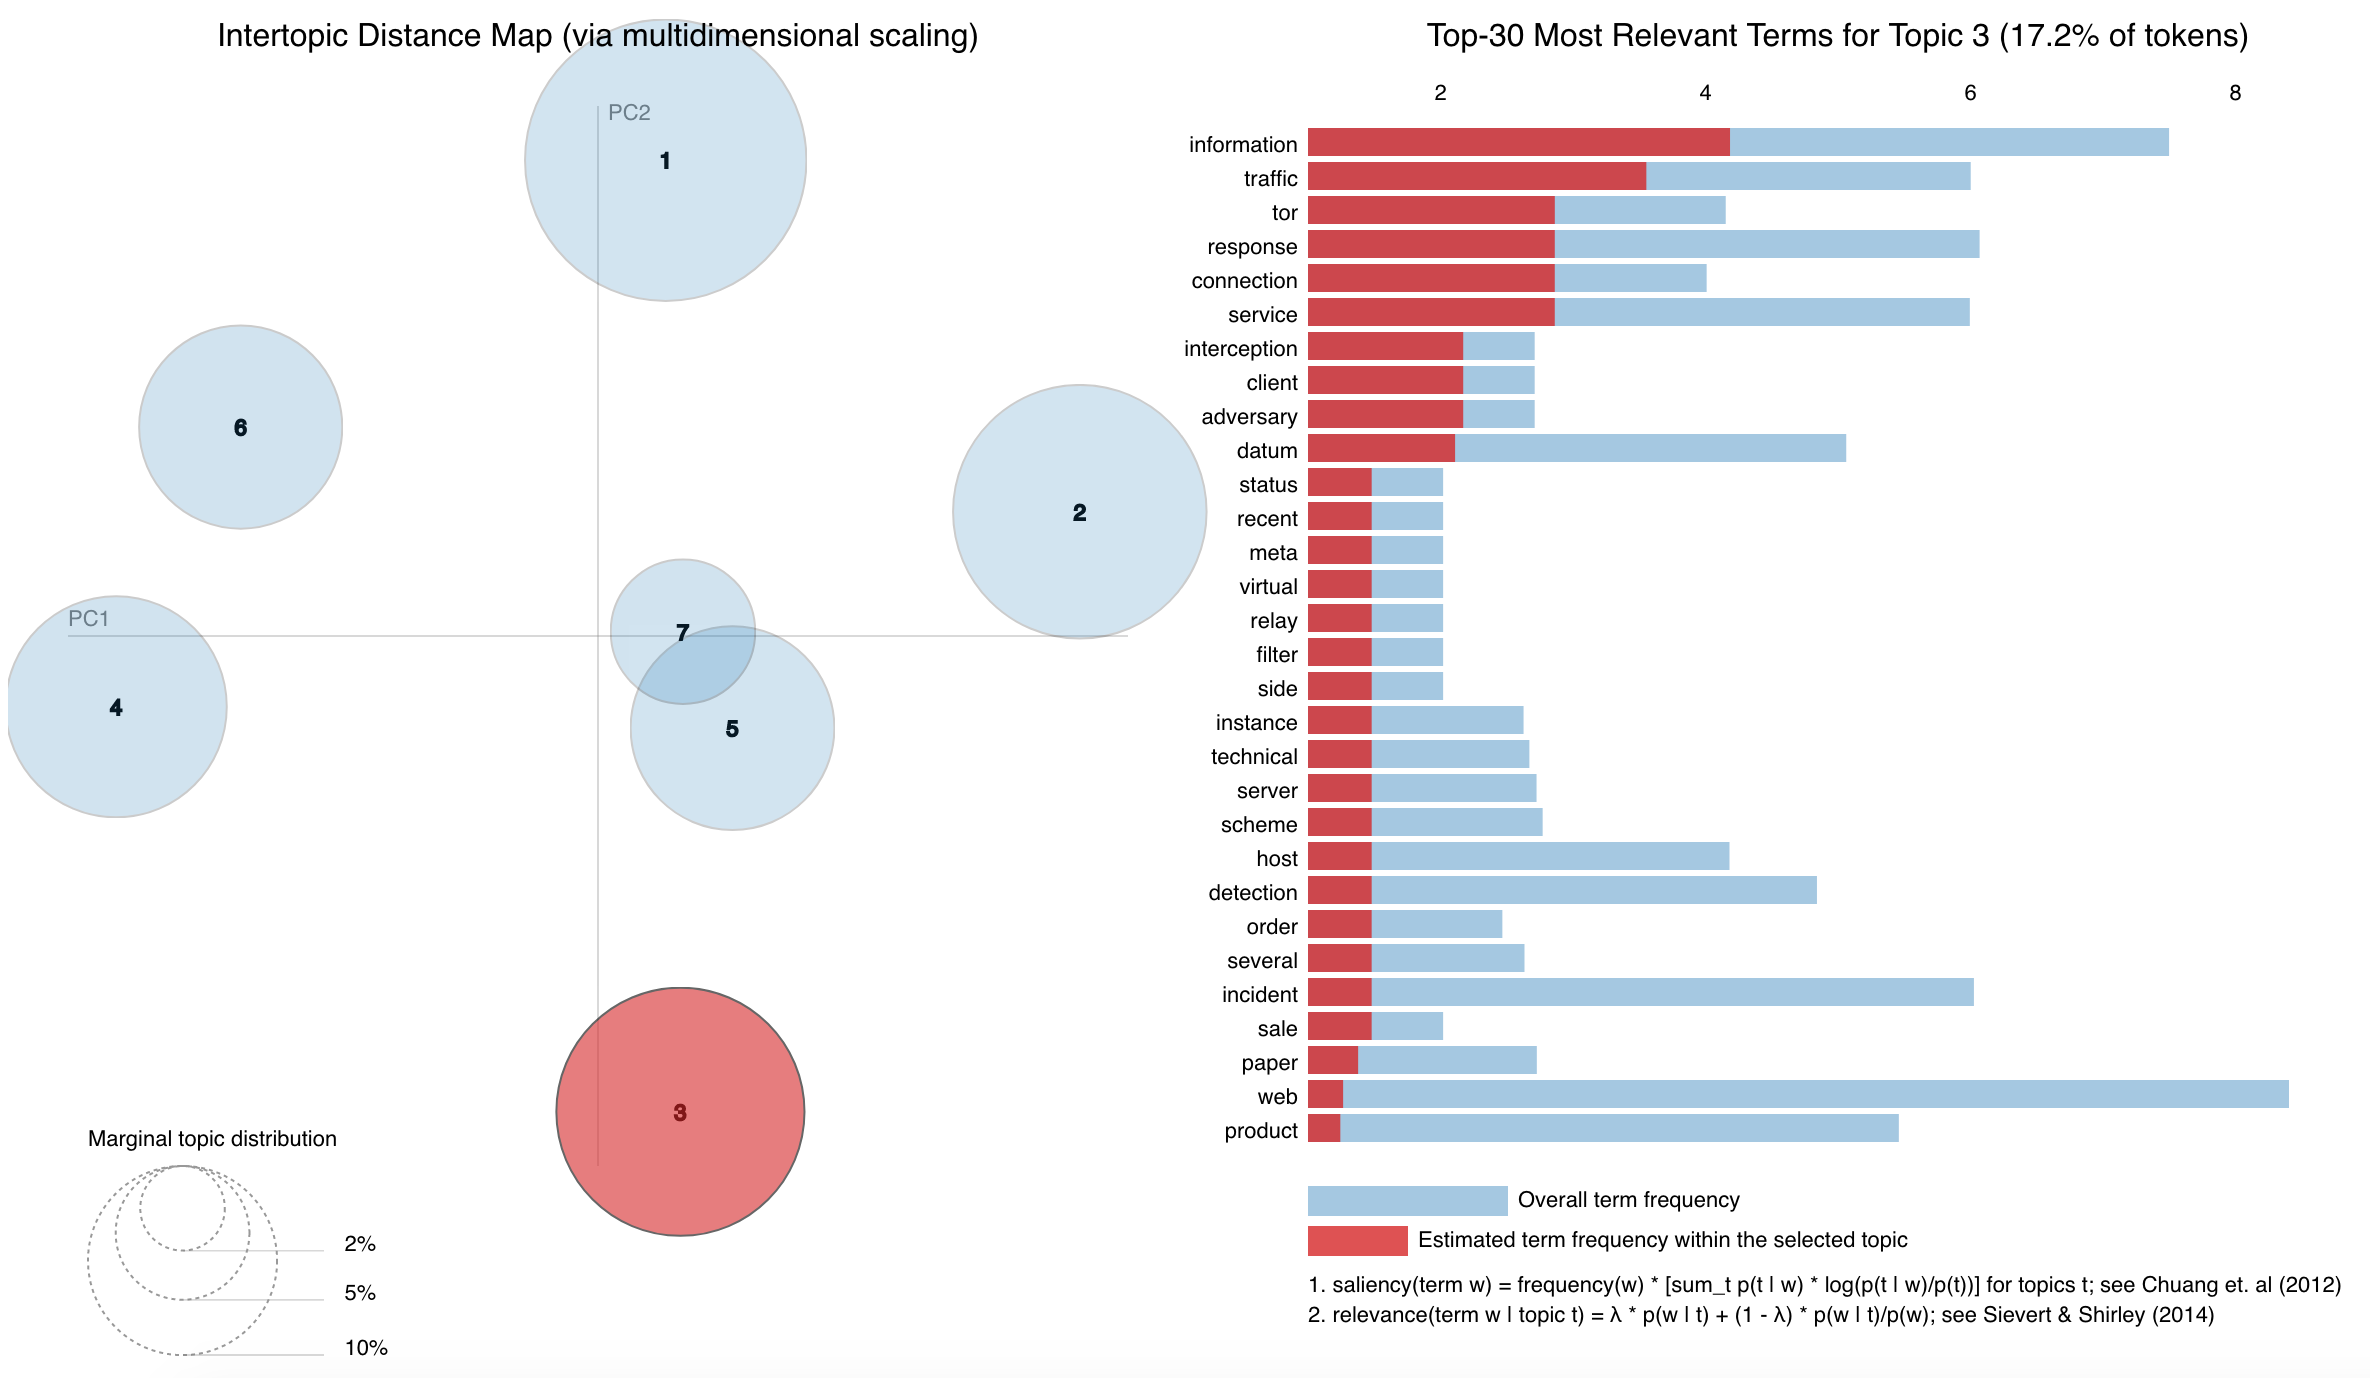 Intertopic Distance Map (via multidimensional scaling)
PC2
1
6
2
PC1
7
4
5
3
Marginal topic distribution
2%
5%
10%
Top-30 Most Relevant Terms for Topic 3 (17.2% of tokens)
2 4 6 8
information
traffic
tor
response
connection
service
interception
client
adversary
datum
status
recent
meta
virtual
relay
filter
side
instance
technical
server
scheme
host
detection
order
several
incident
sale
paper
web
product
Overall term frequency
Estimated term frequency within the selected topic
1. saliency(term w) = frequency(w) * [sum_t p(t | w) * log(p(t | w)/p(t))] for topics t; see Chuang et. al (2012)
2. relevance(term w | topic t) = λ * p(w | t) + (1 - λ) * p(w | t)/p(w); see Sievert & Shirley (2014)